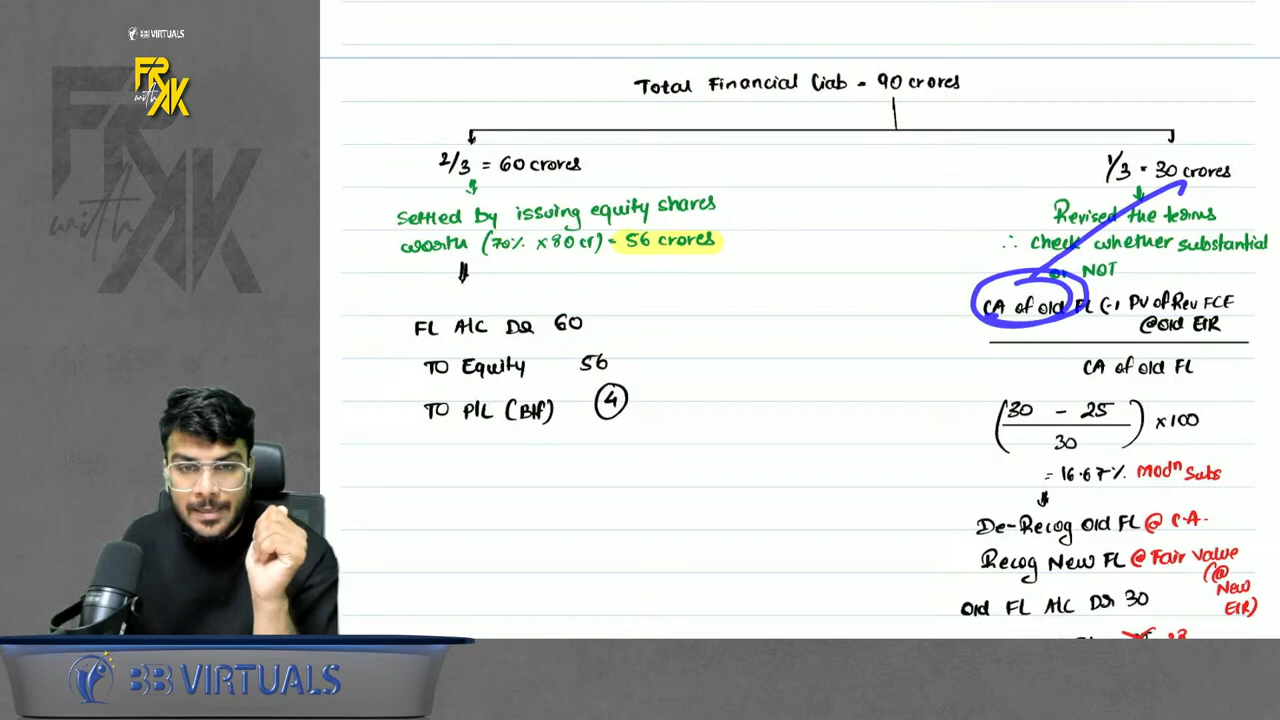 BB VIRTUALS
FR
with
AK
FR
with
AK
Total Financial Liab = 90 crores
2/3 = 60 crores
Settled by issuing equity shares
worth (70% x 80 cr) = 56 crores
FL A/C Dr 60
To Equity 56
To P/L (B/f) 4
1/3 = 30 crores
Revised the terms
∴ check whether substantial
or NOT
CA of old FL (-) PV of Rev FCF
@old EIR
CA of old FL
(30 - 25
30) x 100
= 16.67% Modn Subs
De-Recog Old FL @ C.A.
Recog New FL @ Fair Value
(@
New
EIR)
Old FL A/C Dr 30
BB VIRTUALS